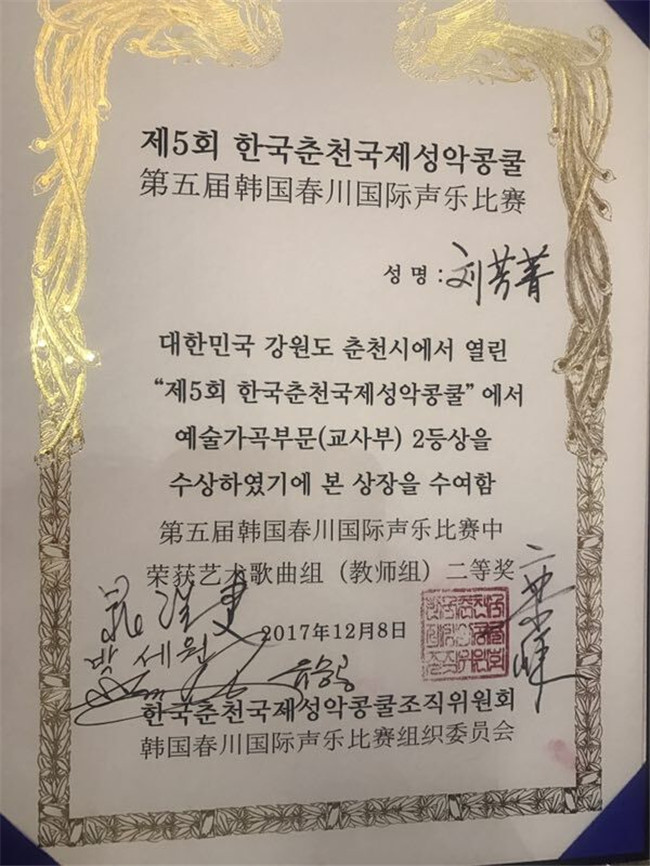 제5회 한국춘천국제성악콩쿨
第五届韩国春川国际声乐比赛
성명:刘芳菁
대한민국 강원도 춘천시에서 열린
“제5회 한국춘천국제성악콩쿨”에서
예술가곡부문(교사부) 2등상을
수상하였기에 본 상장을 수여함
第五届韩国春川国际声乐比赛中
荣获艺术歌曲组（教师组）二等奖
박세원
2017年12月8日
한국춘천국제성악콩쿨조직위원회
韩国春川国际声乐比赛组织委员会